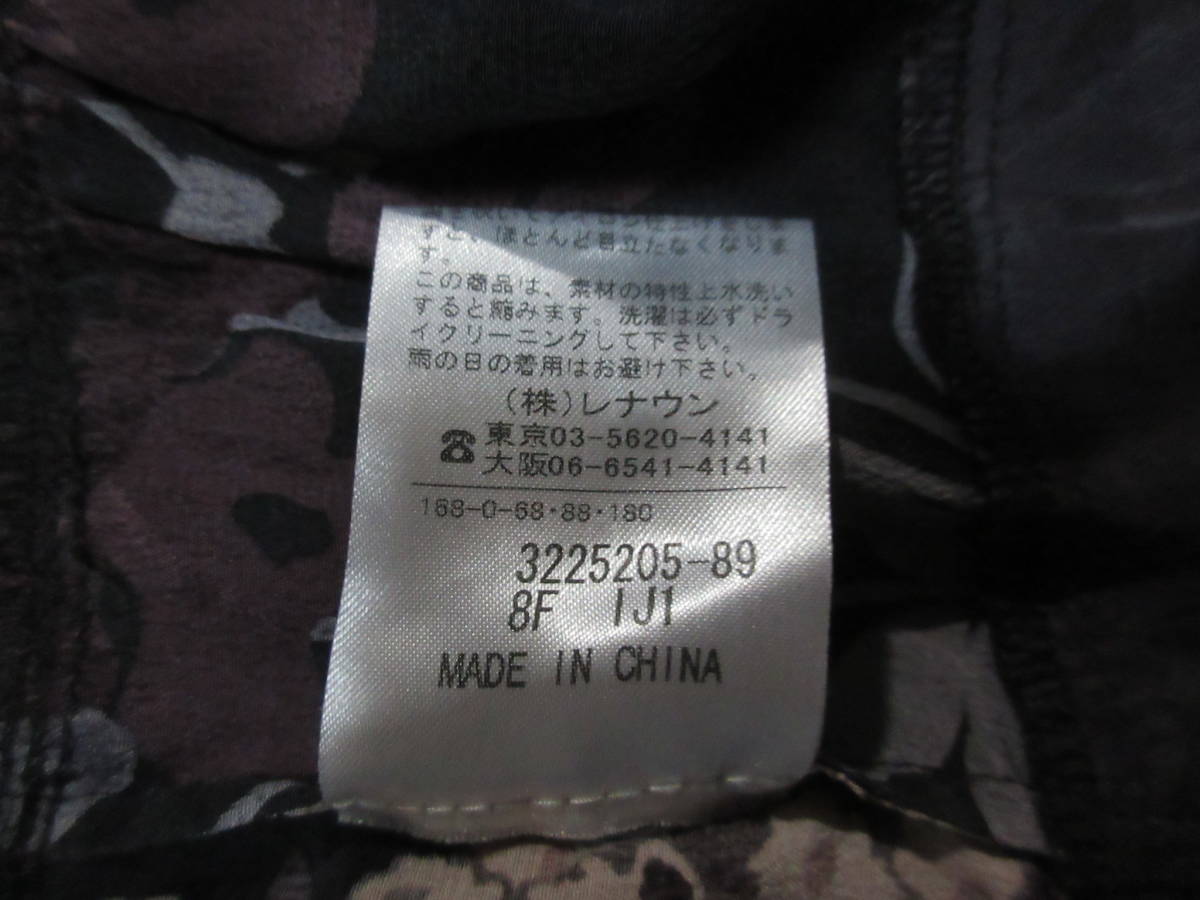 すと、ほとんど目立たなくなりま
す。
この商品は、素材の特性上水洗い
すると縮みます。洗濯は必ずドラ
イクリーニングして下さい。
雨の日の着用はお避け下さい。
(株)レナウン
☎東京03-5620-4141
大阪06-6541-4141
168-0-68・88・180
3225205-89
8F IJ1
MADE IN CHINA